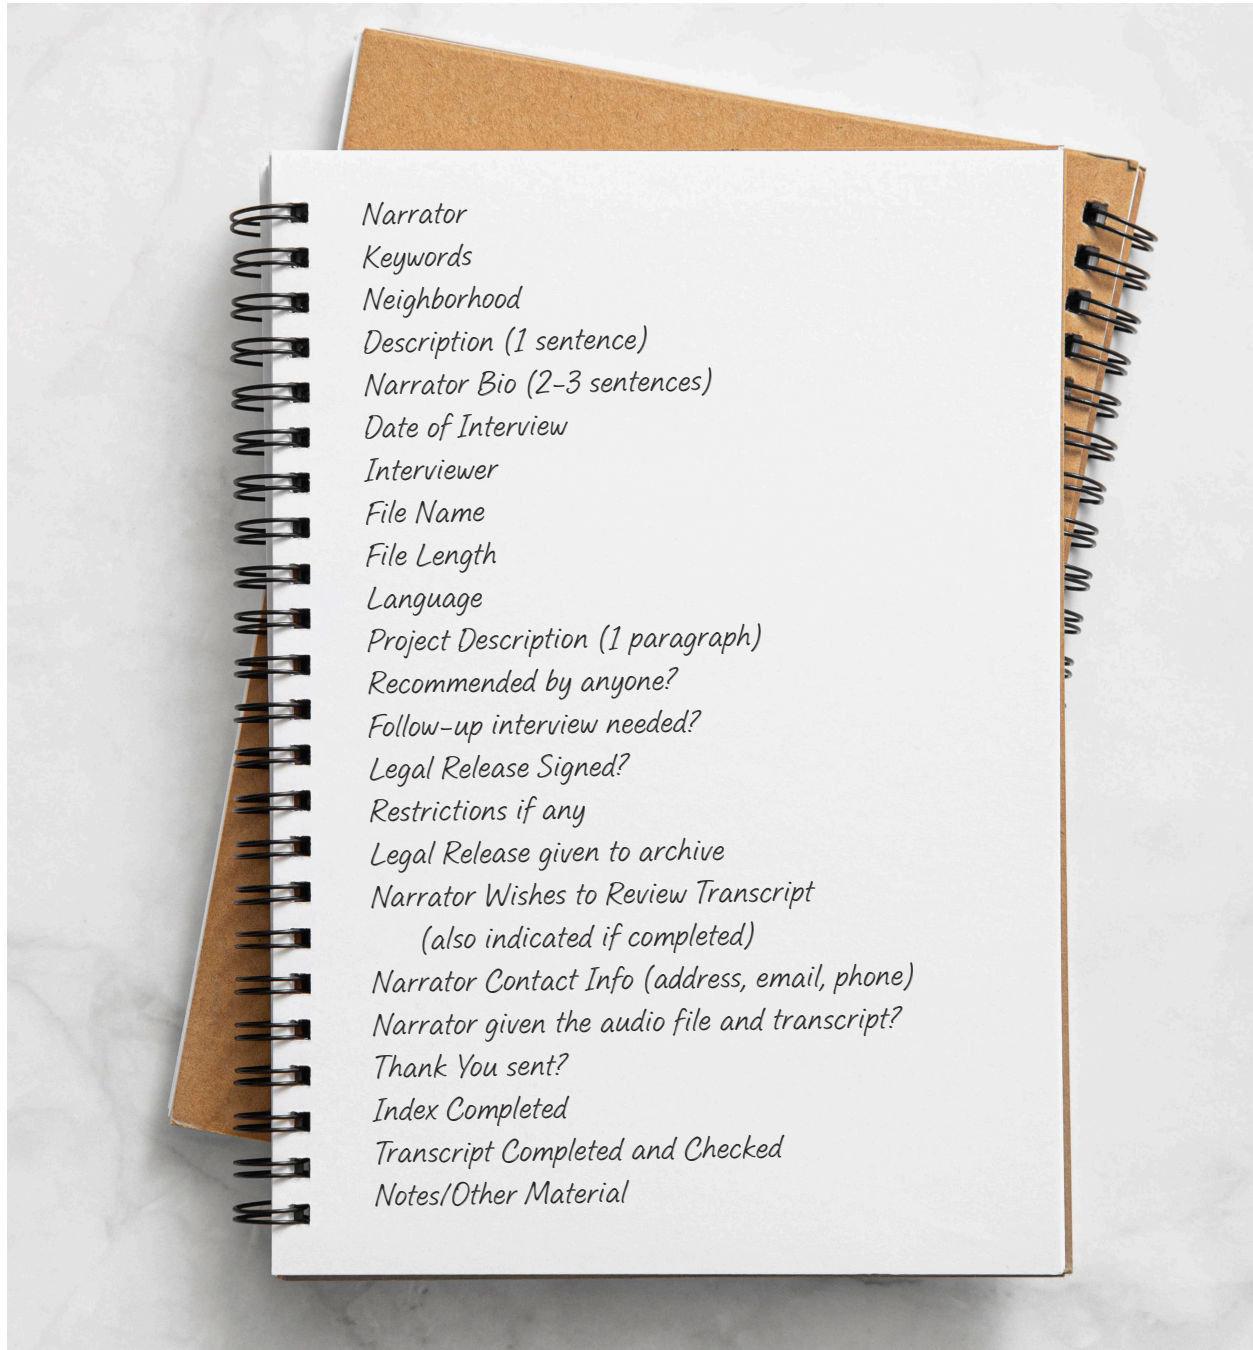 Narrator
Keywords
Neighborhood
Description (1 sentence)
Narrator Bio (2-3 sentences)
Date of Interview
Interviewer
File Name
File Length
Language
Project Description (1 paragraph)
Recommended by anyone?
Follow-up interview needed?
Legal Release Signed?
Restrictions if any
Legal Release given to archive
Narrator Wishes to Review Transcript
(also indicated if completed)
Narrator Contact Info (address, email, phone)
Narrator given the audio file and transcript?
Thank You sent?
Index Completed
Transcript Completed and Checked
Notes/Other Material